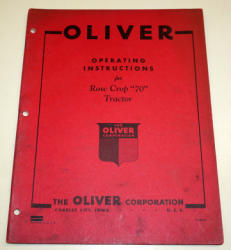 OLIVER
OPERATING
INSTRUCTIONS
for
Row Crop "70"
Tractor
THE
OLIVER
CORPORATION
THE OLIVER CORPORATION
CHARLES CITY, IOWA - - - - U. S. A.